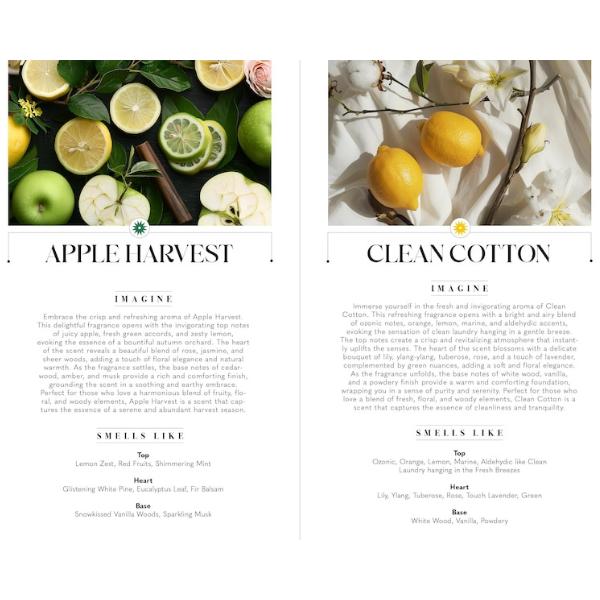 APPLE HARVEST
IMAGINE
Embrace the crisp and refreshing aroma of Apple Harvest.
This delightful fragrance opens with the invigorating top notes
of juicy apple, fresh green accords, and zesty lemon,
evoking the essence of a bountiful autumn orchard. The heart
of the scent reveals a beautiful blend of rose, jasmine, and
sheer woods, adding a touch of floral elegance and natural
warmth. As the fragrance settles, the base notes of cedar-
wood, amber, and musk provide a rich and comforting finish,
grounding the scent in a soothing and earthy embrace.
Perfect for those who love a harmonious blend of fruity, flo-
ral, and woody elements, Apple Harvest is a scent that cap-
tures the essence of a serene and abundant harvest season.
SMELLS LIKE
Top
Lemon Zest, Red Fruits, Shimmering Mint
Heart
Glistening White Pine, Eucalyptus Leaf, Fir Balsam
Base
Snowkissed Vanilla Woods, Sparkling Musk
CLEAN COTTON
IMAGINE
Immerse yourself in the fresh and invigorating aroma of Clean
Cotton. This refreshing fragrance opens with a bright and airy blend
of ozonic notes, orange, lemon, marine, and aldehydic accents,
evoking the sensation of clean laundry hanging in the fresh breeze.
The top notes create a crisp and revitalizing atmosphere that instant-
ly uplifts the senses. The heart of the scent blossoms with a delicate
bouquet of lily, ylang-ylang, tuberose, rose, and a touch of lavender,
complemented by green nuances, adding a soft and floral elegance.
As the fragrance unfolds, the base notes of white wood, vanilla,
and a powdery finish provide a warm and comforting foundation,
wrapping you in a sense of purity and serenity. Perfect for those who
love a blend of fresh, floral, and woody elements, Clean Cotton is a
scent that captures the essence of cleanliness and tranquility.
SMELLS LIKE
Top
Ozonic, Orange, Lemon, Marine, Aldehydic like Clean
Laundry hanging in the Fresh Breezes
Heart
Lily, Ylang, Tuberose, Rose, Touch Lavender, Green
Base
White Wood, Vanilla, Powdery